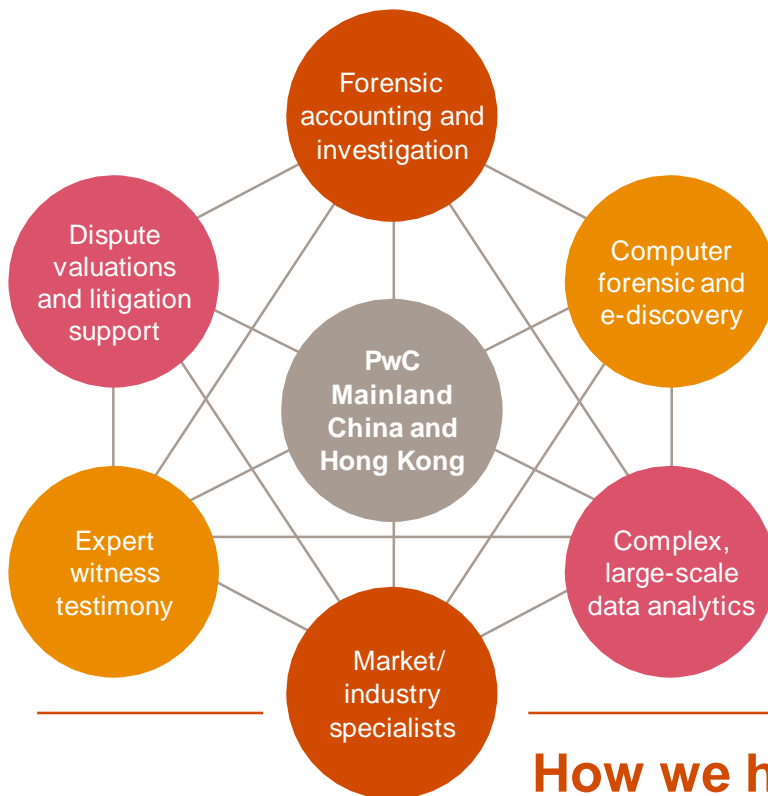 Forensic
accounting and
investigation
Dispute
valuations
and litigation
support
Computer
forensic and
e-discovery
PwC
Mainland
China and
Hong Kong
Expert
witness
testimony
Complex,
large-scale
data analytics
Market/
industry
specialists
How we h